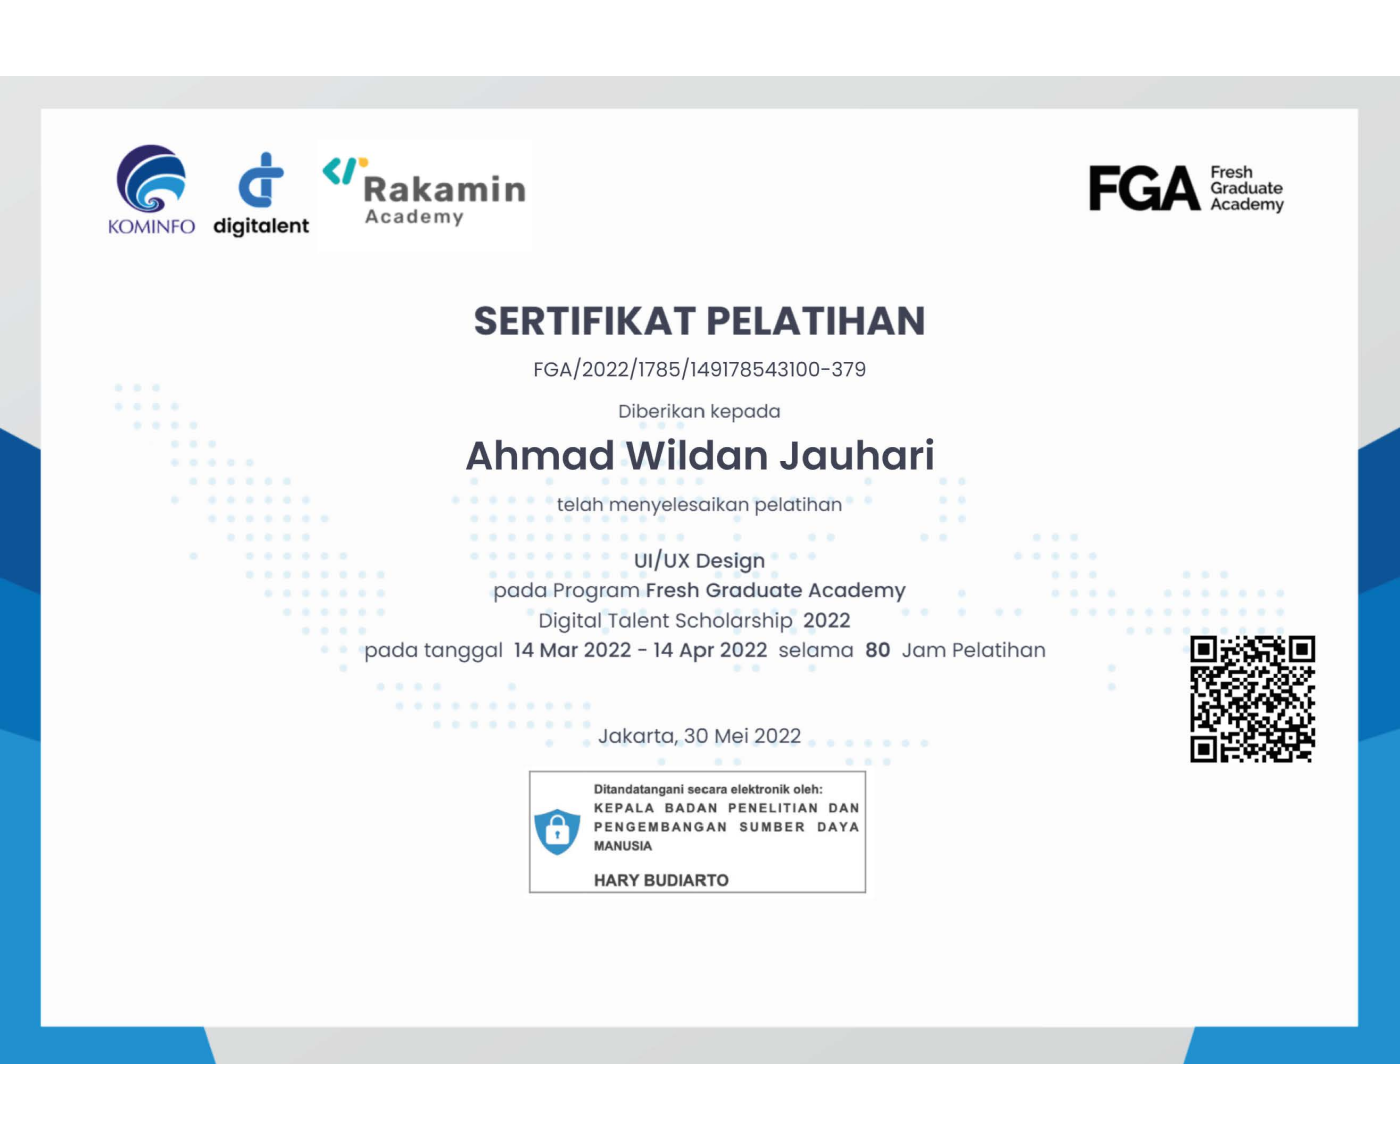 KOMINFO
digitalent
Rakamin
Academy
FGA Fresh
Graduate
Academy
SERTIFIKAT PELATIHAN
FGA/2022/1785/149178543100-379
Diberikan kepada
Ahmad Wildan Jauhari
telah menyelesaikan pelatihan
UI/UX Design
pada Program Fresh Graduate Academy
Digital Talent Scholarship 2022
pada tanggal 14 Mar 2022 - 14 Apr 2022 selama 80 Jam Pelatihan
Jakarta, 30 Mei 2022
Ditandatangani secara elektronik oleh:
KEPALA BADAN PENELITIAN DAN
PENGEMBANGAN SUMBER DAYA
MANUSIA
HARY BUDIARTO